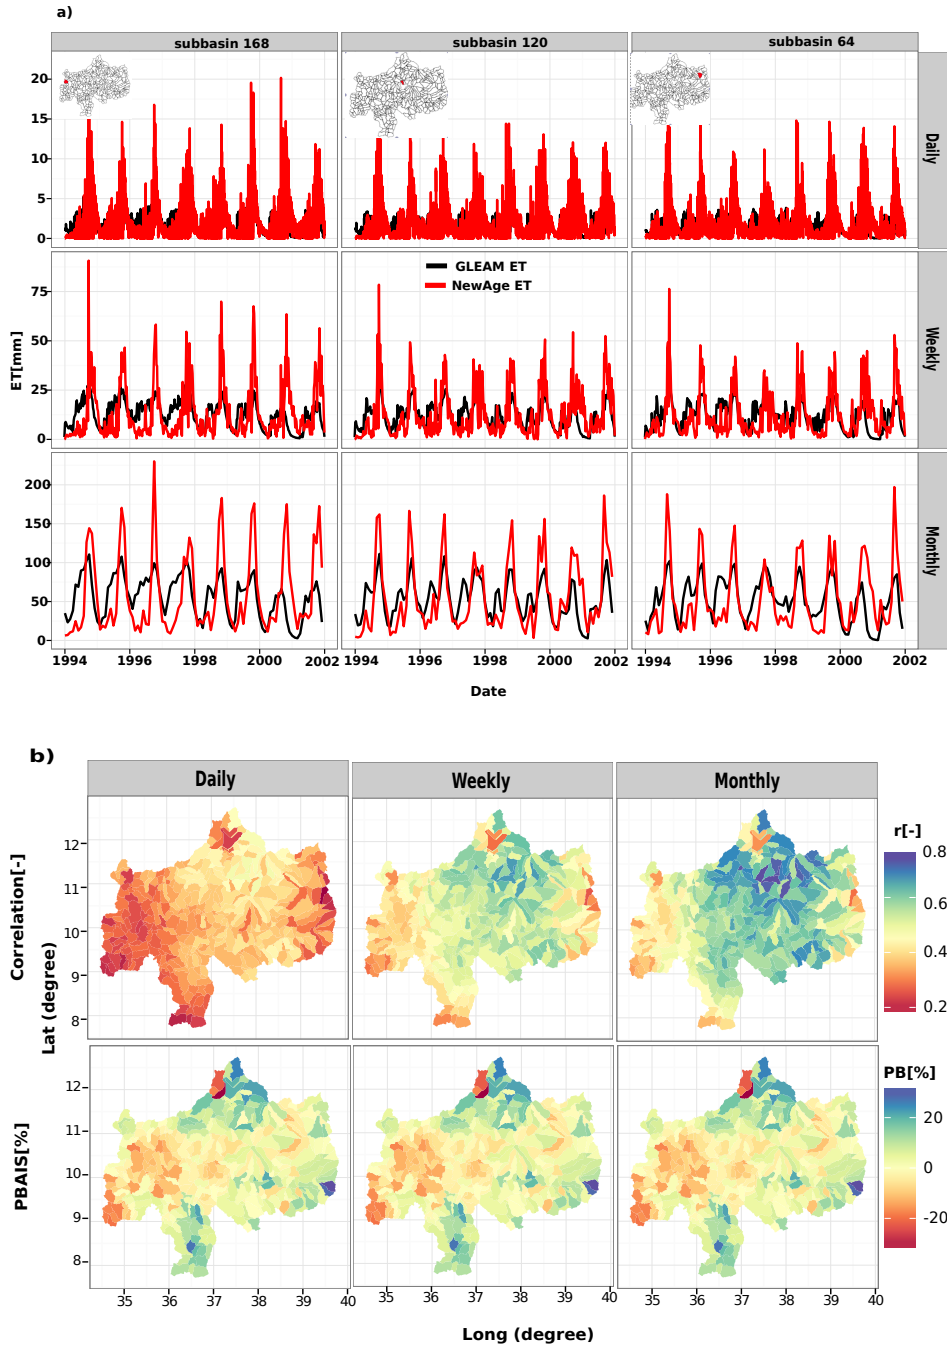 a)
subbasin 168
subbasin 120
subbasin 64
20
15
10
5
0
Daily
GLEAM ET
NewAge ET
ET[mm]
75
50
25
0
Weekly
200
150
100
50
0
Monthly
1994 1996 1998 2000 2002
1994 1996 1998 2000 2002
1994 1996 1998 2000 2002
Date
b)
Daily
Weekly
Monthly
Correlation[-]
Lat (degree)
12
11
10
9
8
r[-]
0.8
0.6
0.4
0.2
PBAIS[%]
12
11
10
9
8
PB[%]
20
0
-20
35 36 37 38 39 40
35 36 37 38 39 40
35 36 37 38 39 40
Long (degree)